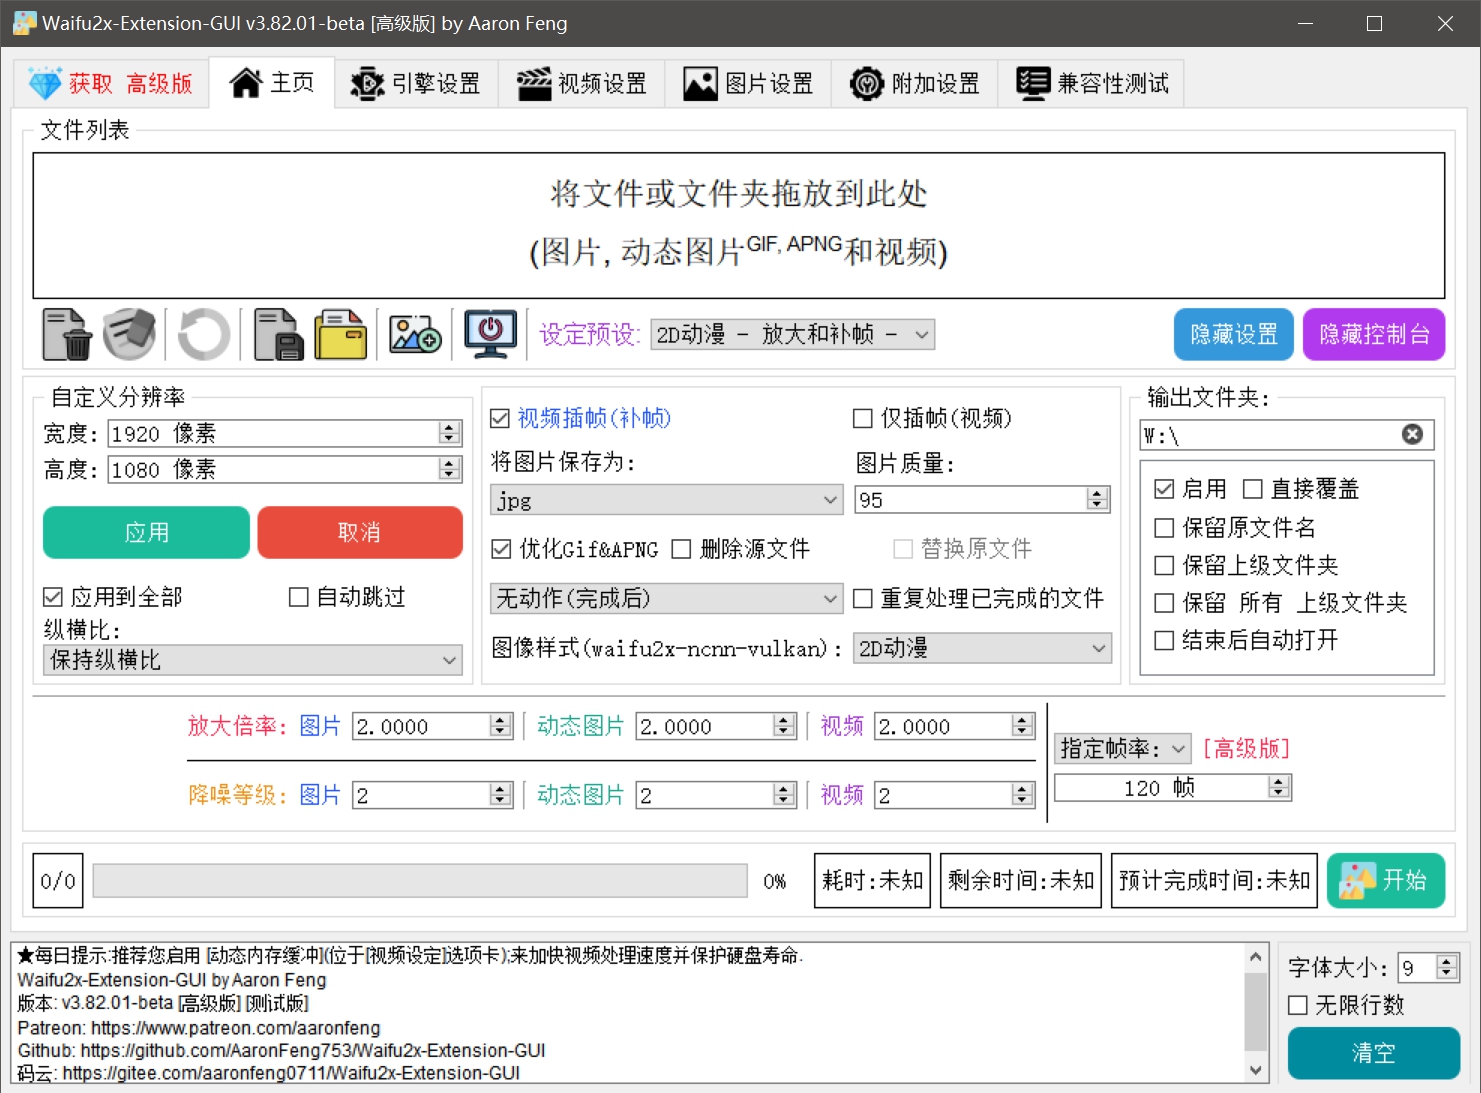 Waifu2x-Extension-GUI v3.82.01-beta [高级版] by Aaron Feng
获取 高级版
主页
引擎设置
视频设置
图片设置
附加设置
兼容性测试
文件列表
将文件或文件夹拖放到此处
(图片, 动态图片GIF, APNG和视频)
设定预设:
2D动漫 - 放大和补帧 -
隐藏设置
隐藏控制台
自定义分辨率
宽度:
1920 像素
高度:
1080 像素
应用
取消
应用到全部
自动跳过
纵横比:
保持纵横比
视频插帧(补帧)
仅插帧(视频)
将图片保存为:
图片质量:
jpg
95
优化Gif&APNG
删除源文件
替换原文件
无动作(完成后)
重复处理已完成的文件
图像样式(waifu2x-ncnn-vulkan):
2D动漫
输出文件夹:
W:\
启用
直接覆盖
保留原文件名
保留上级文件夹
保留 所有 上级文件夹
结束后自动打开
放大倍率: 图片 2.0000 动态图片 2.0000 视频 2.0000
降噪等级: 图片 2 动态图片 2 视频 2
指定帧率: [高级版]
120 帧
0/0
0%
耗时:未知
剩余时间:未知
预计完成时间:未知
开始
★每日提示:推荐您启用 [动态内存缓冲](位于[视频设定]选项卡);来加快视频处理速度并保护硬盘寿命.
Waifu2x-Extension-GUI by Aaron Feng
版本: v3.82.01-beta [高级版] [测试版]
Patreon: https://www.patreon.com/aaronfeng
Github: https://github.com/AaronFeng753/Waifu2x-Extension-GUI
码云: https://gitee.com/aaronfeng0711/Waifu2x-Extension-GUI
字体大小: 9
无限行数
清空